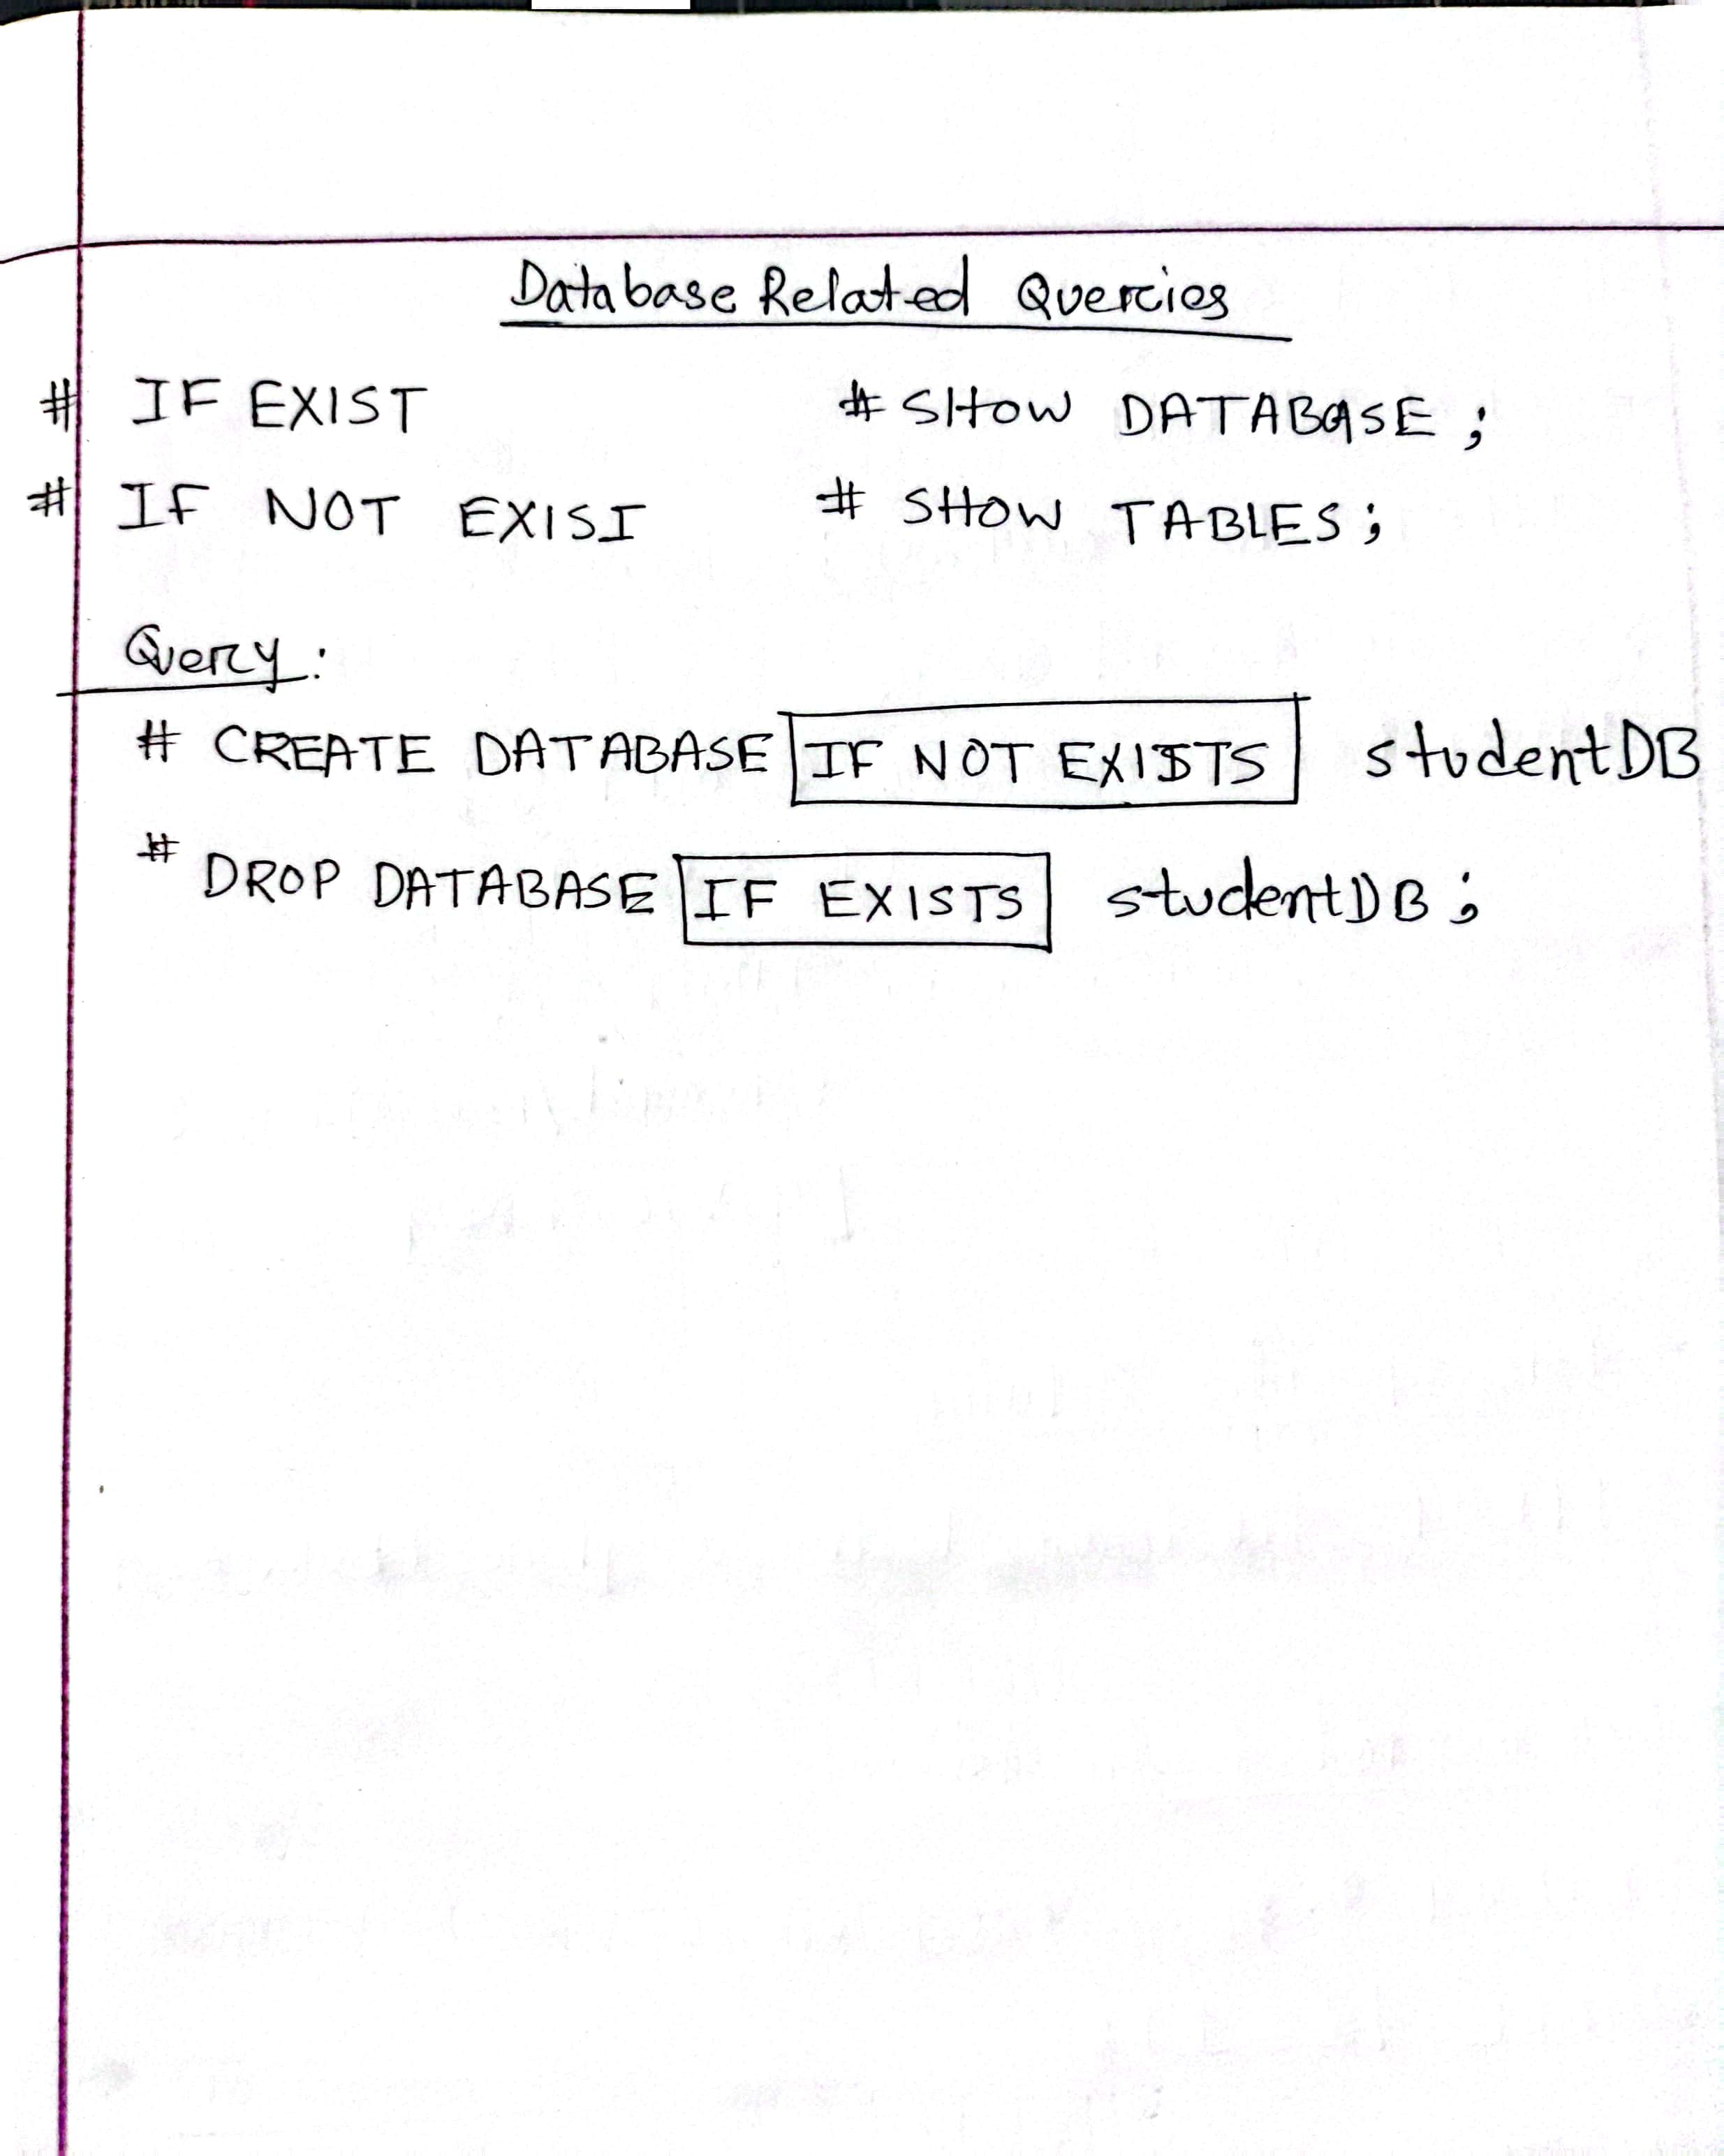 Database Related Quercies
# IF EXIST
# SHOW DATABASE;
# IF NOT EXISI
# SHOW TABLES;
Query:
# CREATE DATABASE IF NOT EXISTS studentDB
# DROP DATABASE IF EXISTS studentDB;